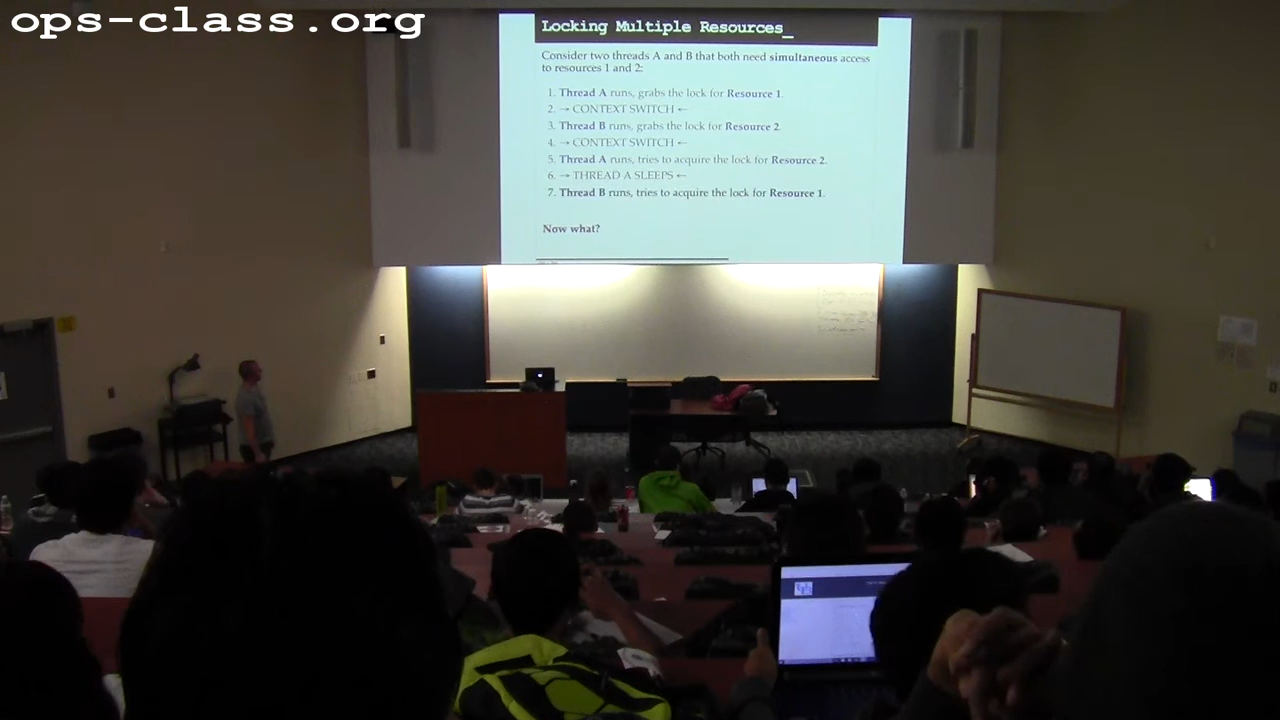 ops-class.org
Locking Multiple Resources_
Consider two threads A and B that both need simultaneous access
to resources 1 and 2:
1. Thread A runs, grabs the lock for Resource 1.
2. → CONTEXT SWITCH ←
3. Thread B runs, grabs the lock for Resource 2.
4. → CONTEXT SWITCH ←
5. Thread A runs, tries to acquire the lock for Resource 2.
6. → THREAD A SLEEPS ←
7. Thread B runs, tries to acquire the lock for Resource 1.
Now what?